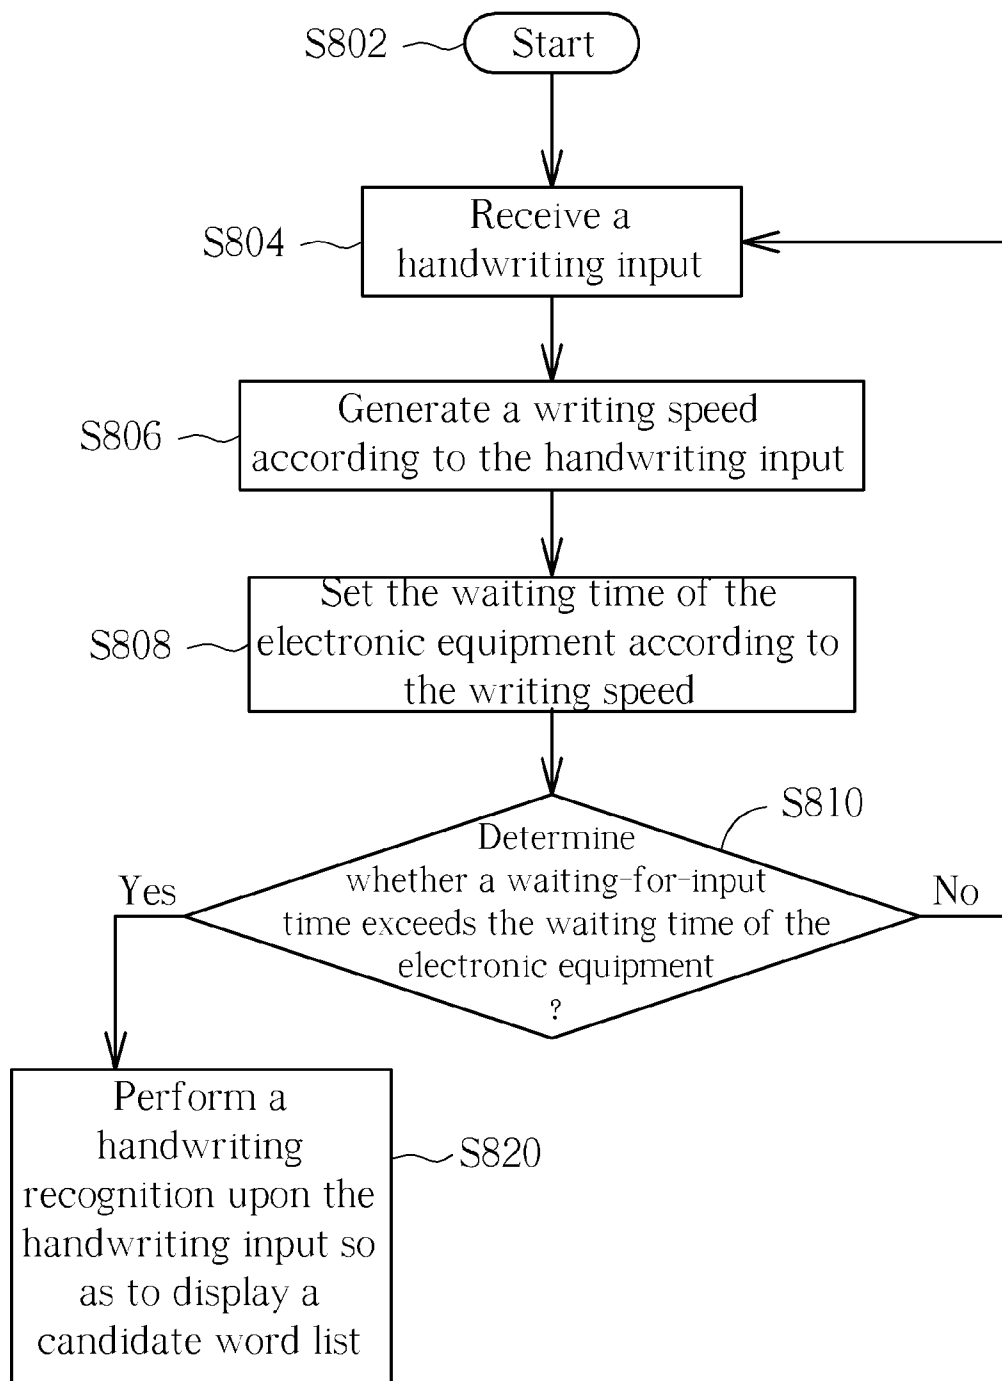 S802
Start
S804
Receive a
handwriting input
S806
Generate a writing speed
according to the handwriting input
S808
Set the waiting time of the
electronic equipment according to
the writing speed
S810
Determine
whether a waiting-for-input
time exceeds the waiting time of the
electronic equipment
?
Yes
No
Perform a
handwriting
recognition upon the
handwriting input so
as to display a
candidate word list
S820